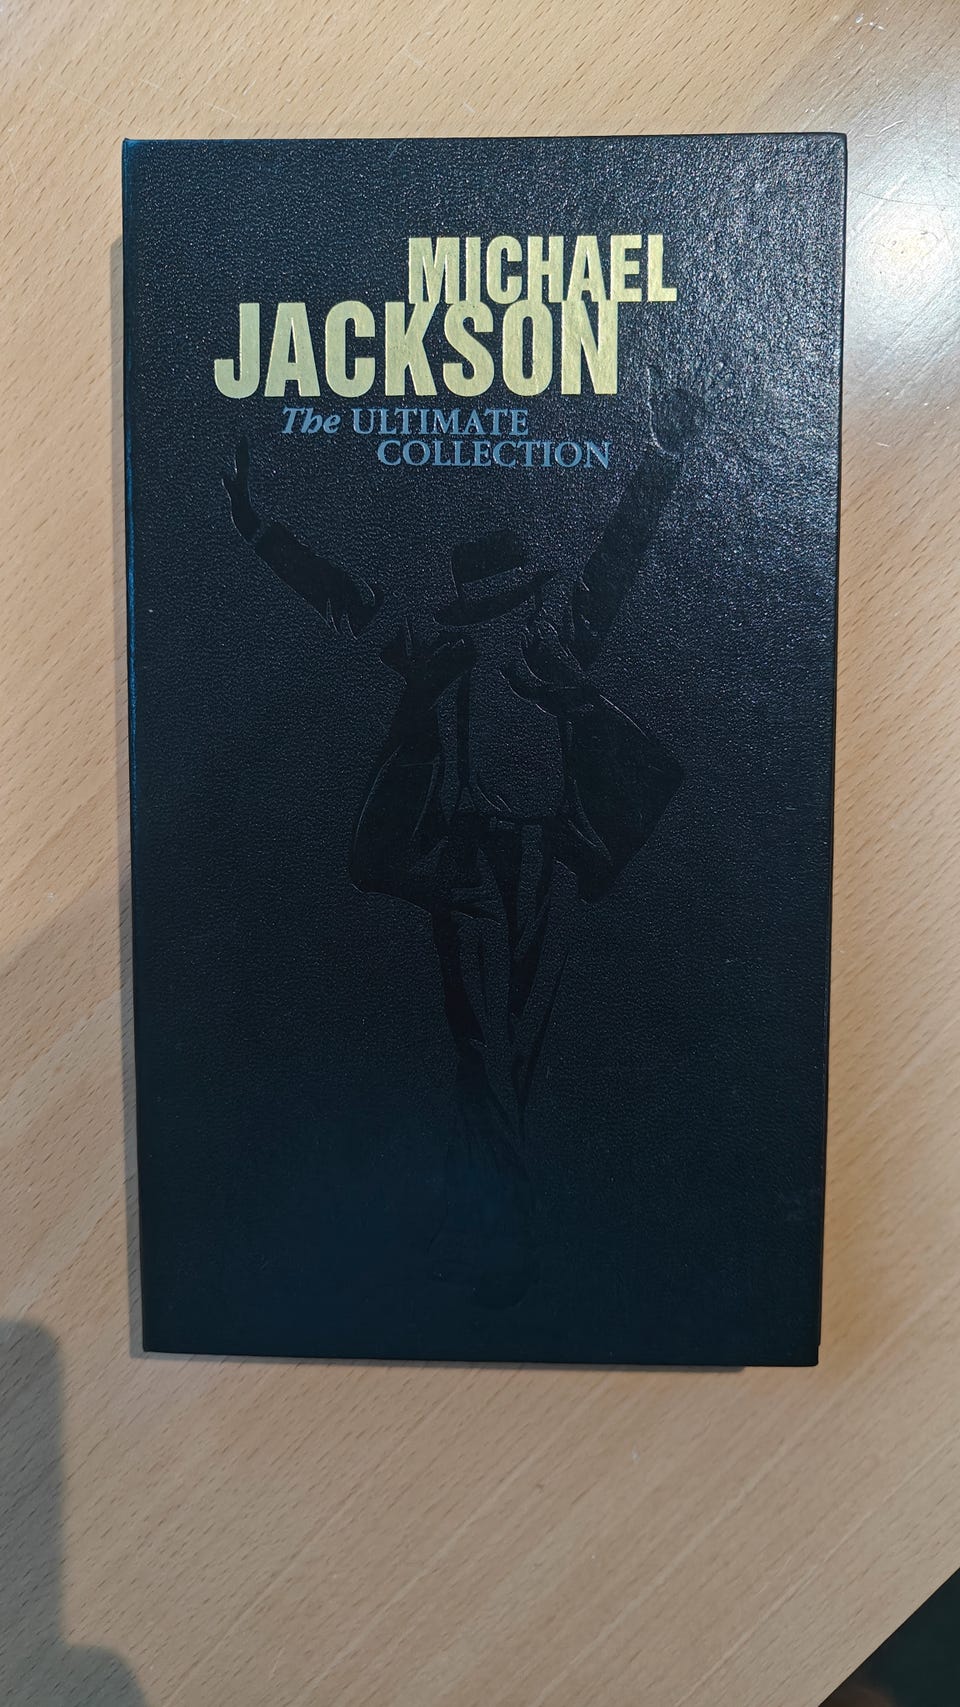 MICHAEL
JACKSON
The ULTIMATE
COLLECTION